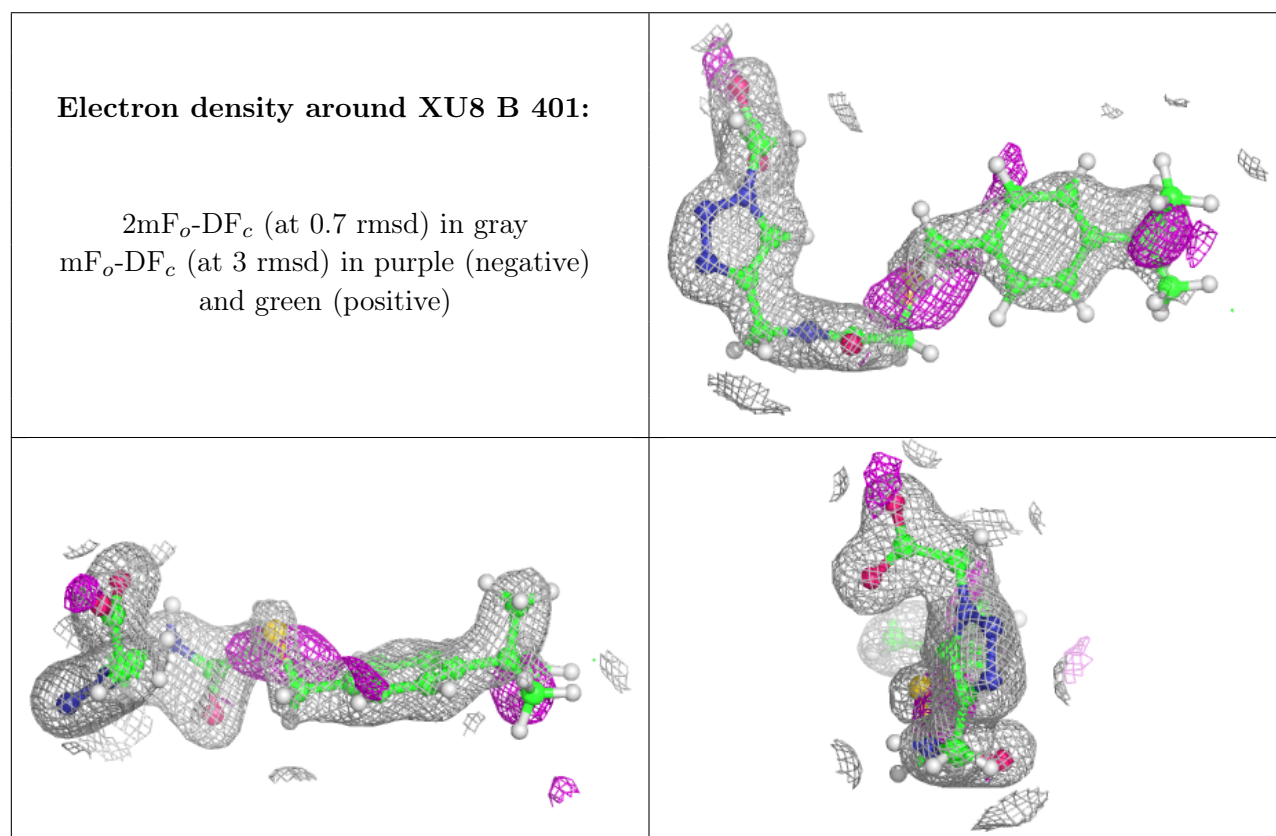 Electron density around XU8 B 401:
2mFo-DFc (at 0.7 rmsd) in gray
mFo-DFc (at 3 rmsd) in purple (negative)
and green (positive)